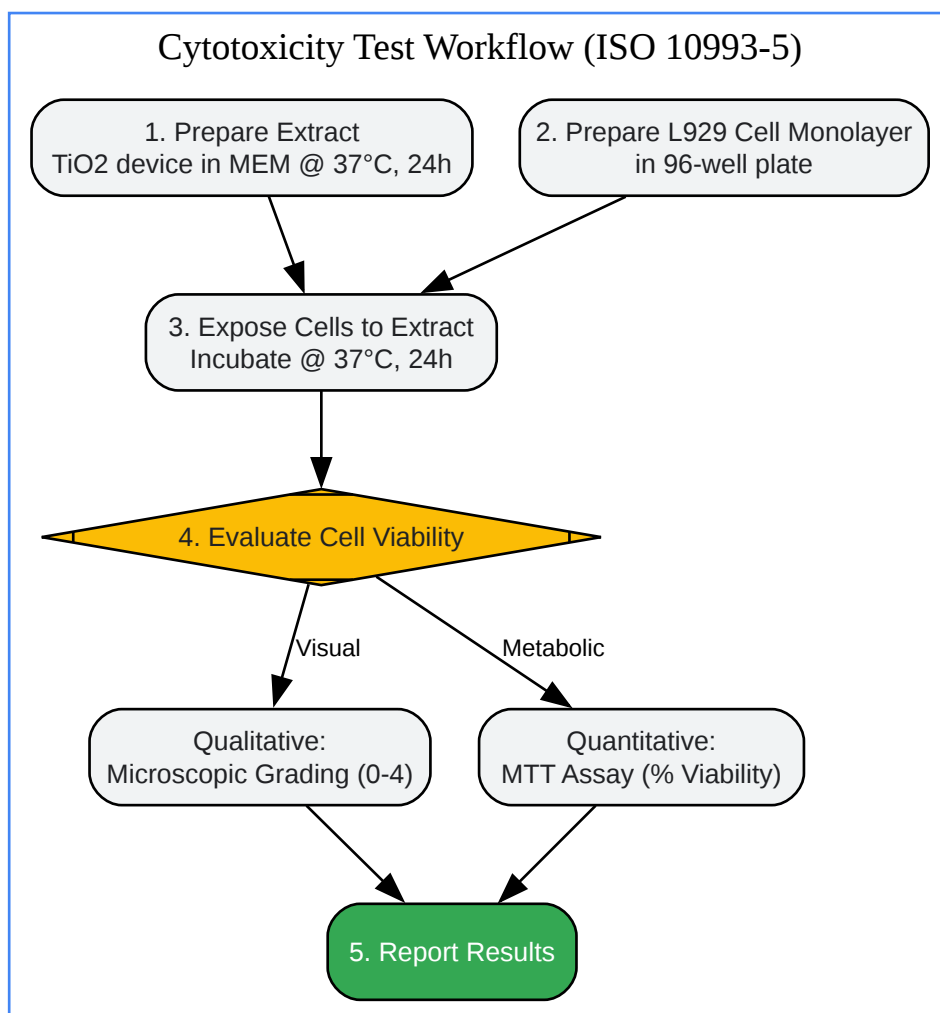 Cytotoxicity Test Workflow (ISO 10993-5)
1. Prepare Extract
TiO2 device in MEM @ 37°C, 24h
2. Prepare L929 Cell Monolayer
in 96-well plate
3. Expose Cells to Extract
Incubate @ 37°C, 24h
4. Evaluate Cell Viability
Visual
Metabolic
Qualitative:
Microscopic Grading (0-4)
Quantitative:
MTT Assay (% Viability)
5. Report Results